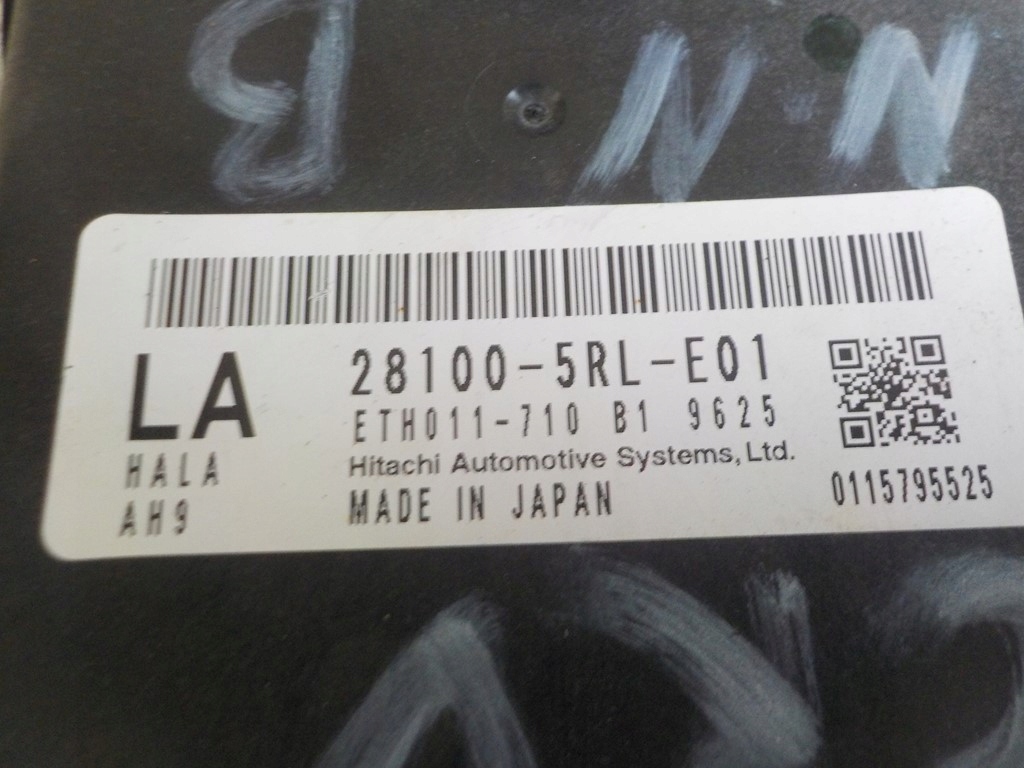 LA
28100-5RL-E01
ETH011-710 B1 9625
HALA
Hitachi Automotive Systems, Ltd.
AH9
MADE IN JAPAN
0115795525